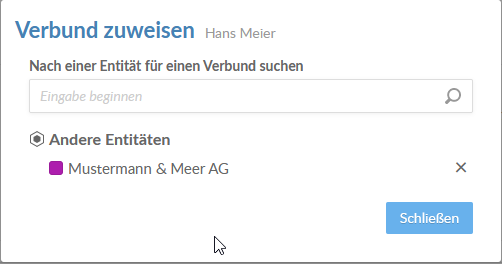 Verbund zuweisen Hans Meier
Nach einer Entität für einen Verbund suchen
Eingabe beginnen
Andere Entitäten
Mustermann & Meer AG
Schließen